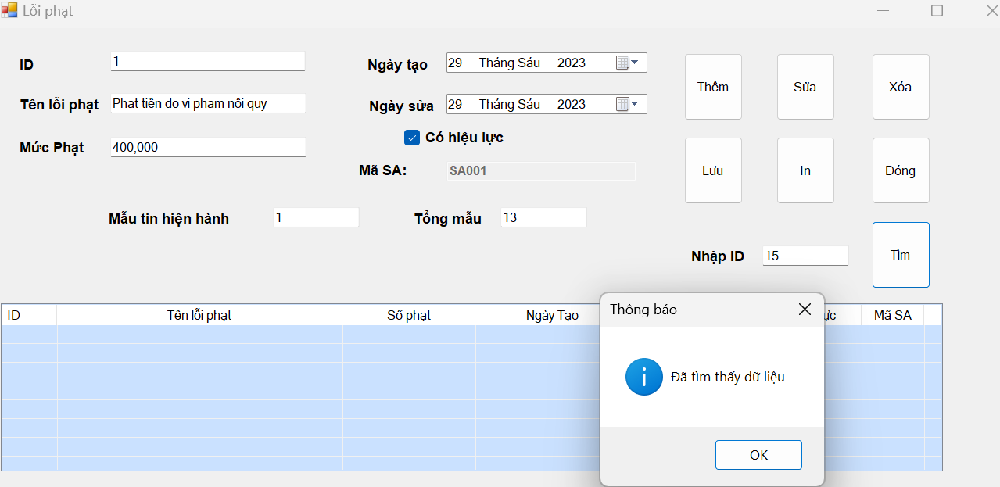 Lỗi phạt
ID 1 Ngày tạo 29 Tháng Sáu 2023
Thêm Sửa Xóa
Tên lỗi phạt Phạt tiền do vi phạm nội quy Ngày sửa 29 Tháng Sáu 2023
Có hiệu lực
Mức Phạt 400,000
Mã SA: SA001
Lưu In Đóng
Mẫu tin hiện hành 1 Tổng mẫu 13
Nhập ID 15 Tìm
ID Tên lỗi phạt Số phạt Ngày Tạo Mã SA
Thông báo
Đã tìm thấy dữ liệu
OK